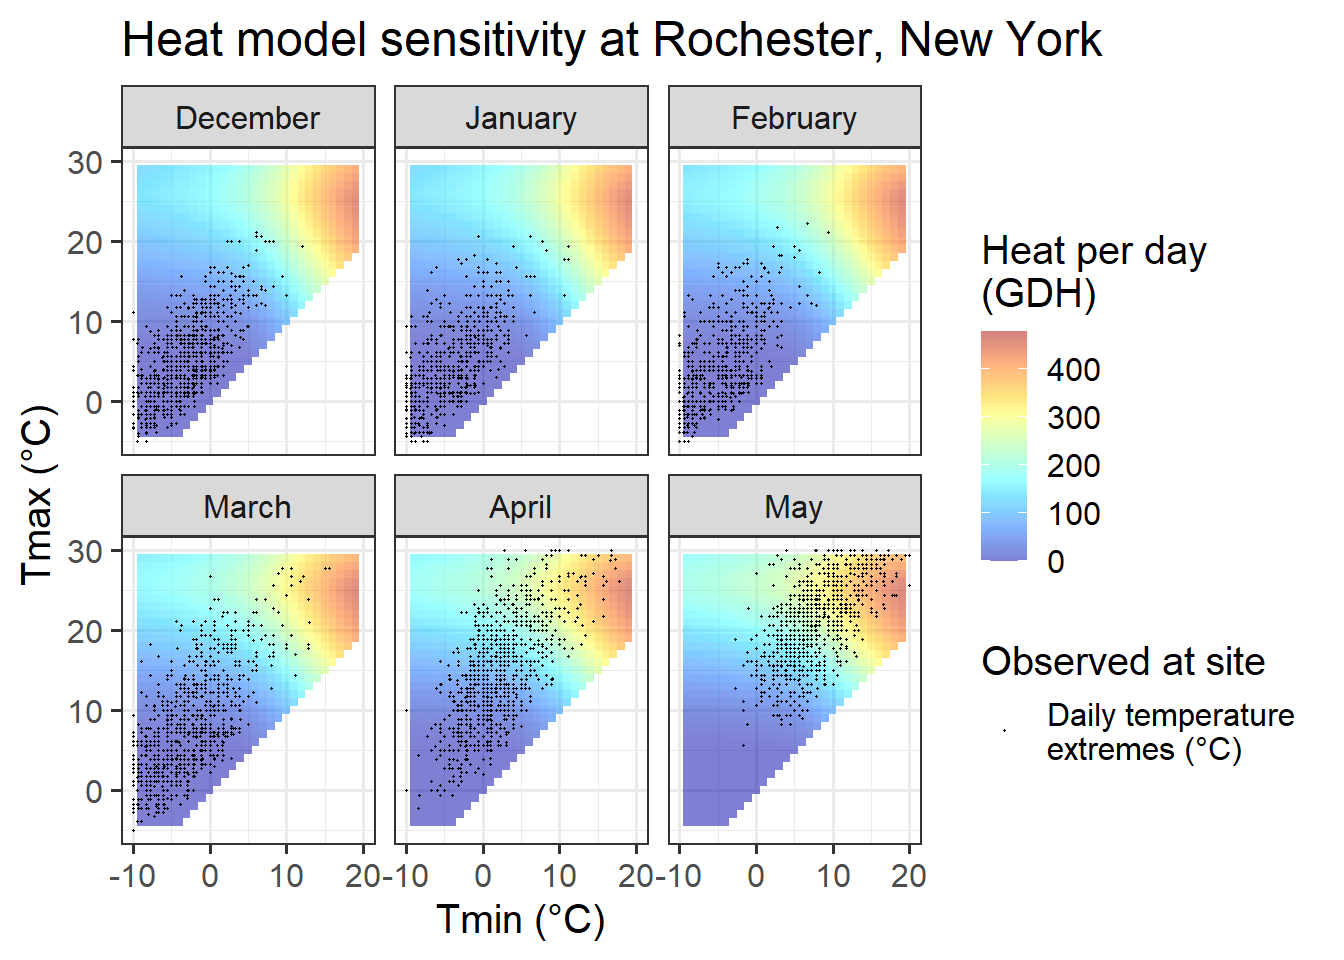 Heat model sensitivity at Rochester, New York
December January February
30
20
10
0
March April May
30
20
10
0
-10 0 10 20 -10 0 10 20 -10 0 10 20
Tmin (°C)
Tmax (°C)
Heat per day
(GDH)
400
300
200
100
0
Observed at site
Daily temperature
extremes (°C)